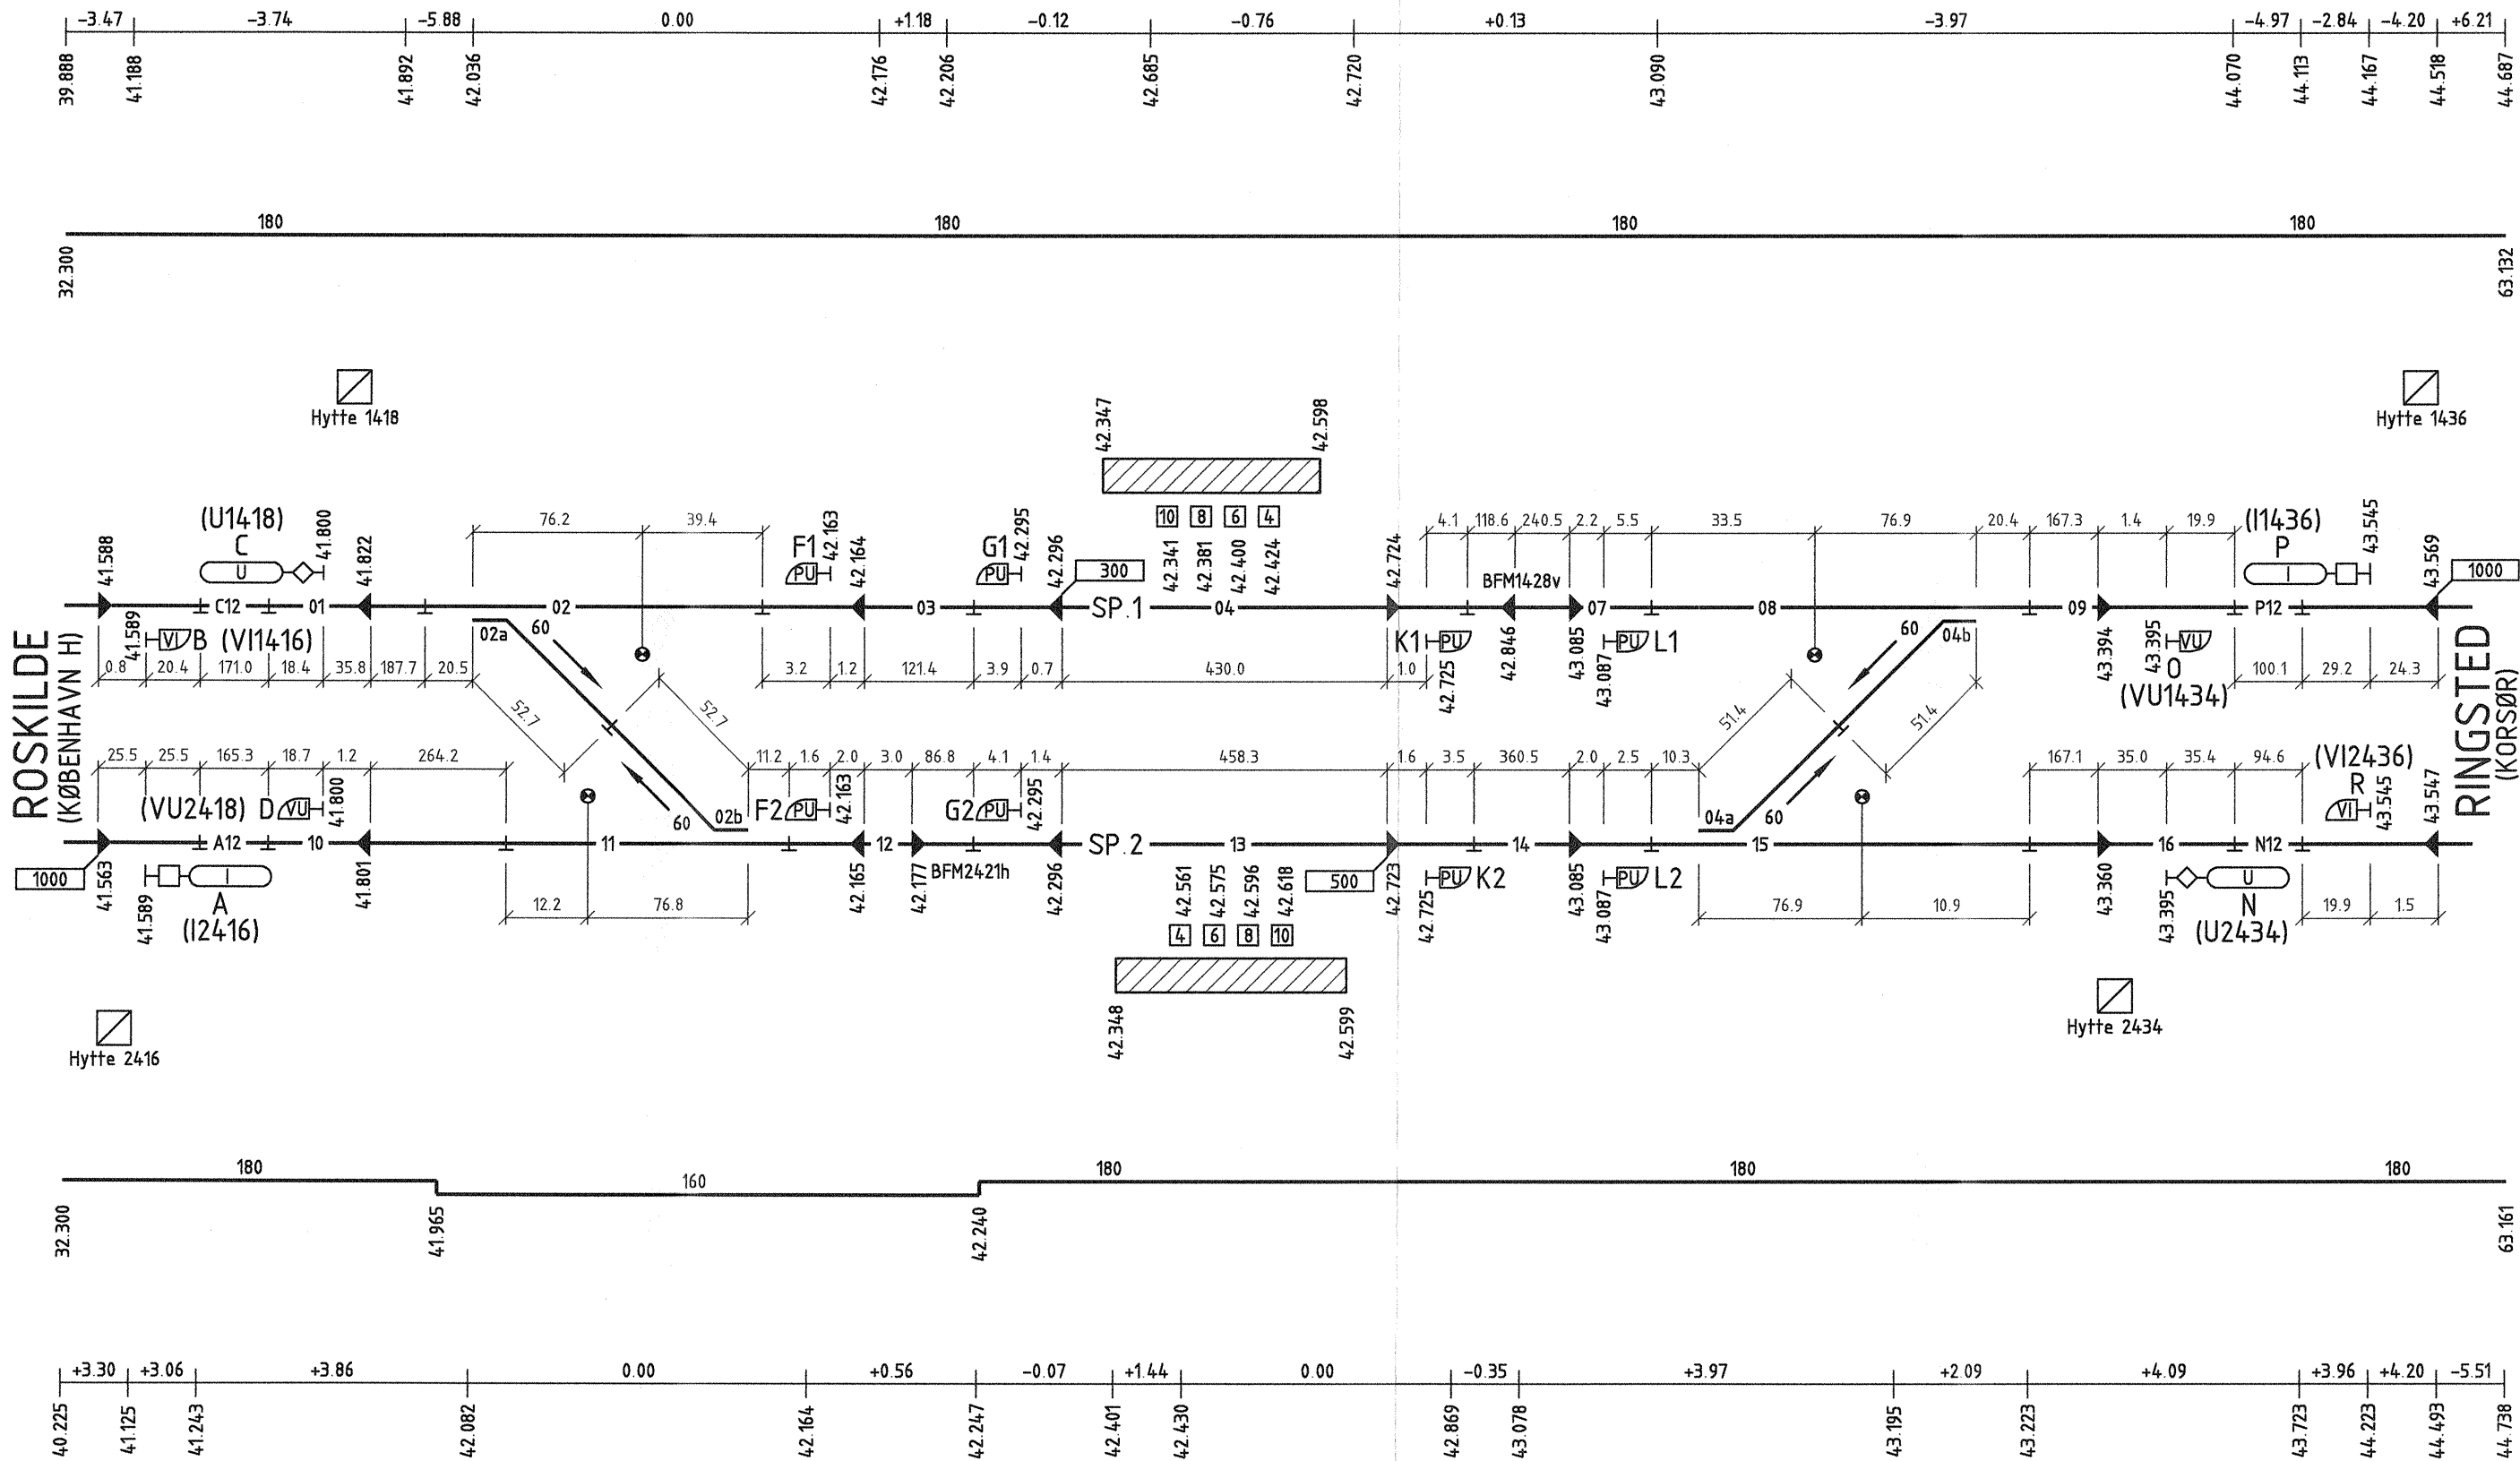 -3.47 -3.74 -5.88 0.00 +1.18 -0.12 -0.76 +0.13 -3.97 -4.97 -2.84 -4.20 +6.21
39.888 41.188 41.892 42.036 42.176 42.206 42.685 42.720 43.090 44.070 44.113 44.167 44.518 44.687
180 180 180 180
32.300 63.132
Hytte 1418 Hytte 1436
42.347 42.598
10 8 6 4
42.341 42.381 42.400 42.424
(U1418) (I1436)
C P
U I
41.800 43.545
76.2 39.4 4.1 118.6 240.5 2.2 5.5 33.5 76.9 20.4 167.3 1.4 19.9
F1 G1
PU PU
41.588 41.822 42.163 42.164 42.295 42.296 42.724 43.569
300 1000
BFM1428v
C12 01 02 03 SP.1 04 07 08 09 P12
41.589 VI B (VI1416) 02a 60 K1 PU 42.725 42.846 43.085 43.087 PU L1 60 04b 43.394 43.395 VU O (VU1434)
0.8 20.4 171.0 18.4 35.8 187.7 20.5 3.2 1.2 121.4 3.9 0.7 430.0 1.0 100.1 29.2 24.3
ROSKILDE
(KØBENHAVN H)
RINGSTED
(KORSØR)
52.7 52.7 51.4 51.4
25.5 25.5 165.3 18.7 1.2 264.2 11.2 1.6 2.0 3.0 86.8 4.1 1.4 458.3 1.6 3.5 360.5 2.0 2.5 10.3 167.1 35.0 35.4 94.6
(VU2418) D VU 41.800 60 02b F2 PU 42.163 G2 PU 42.295 04a 60 (VI2436) R VI 43.545 43.547
A12 10 11 12 SP.2 13 14 15 16 N12
BFM2421h
1000 500
41.563 41.589 41.801 42.165 42.177 42.296 42.723 42.725 43.085 43.087 43.360 43.395
I PU K2 PU L2 U
A N
(I2416) (U2434)
12.2 76.8 76.9 10.9 19.9 1.5
42.561 42.575 42.596 42.618
4 6 8 10
42.348 42.599
Hytte 2416 Hytte 2434
180 160 180 180 180
32.300 41.965 42.240 63.161
+3.30 +3.06 +3.86 0.00 +0.56 -0.07 +1.44 0.00 -0.35 +3.97 +2.09 +4.09 +3.96 +4.20 -5.51
40.225 41.125 41.243 42.082 42.164 42.247 42.401 42.430 42.869 43.078 43.195 43.223 43.723 44.223 44.493 44.738